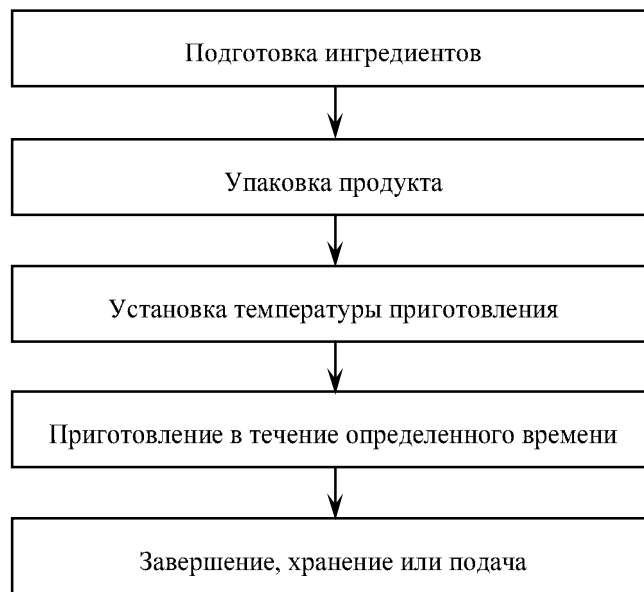 Подготовка ингредиентов
Упаковка продукта
Установка температуры приготовления
Приготовление в течение определенного времени
Завершение, хранение или подача